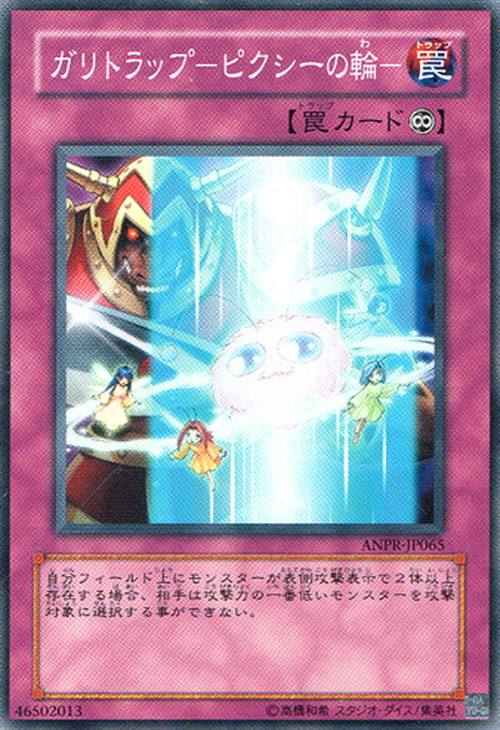 ガリトラップ－ピクシーの輪－
罠
【罠カード】
ANPR-JP065
自分フィールド上にモンスターが表側攻撃表示で２体以上
存在する場合、相手は攻撃力の一番低いモンスターを攻撃
対象に選択する事ができない。
46502013
©高橋和希 スタジオ・ダイス/集英社